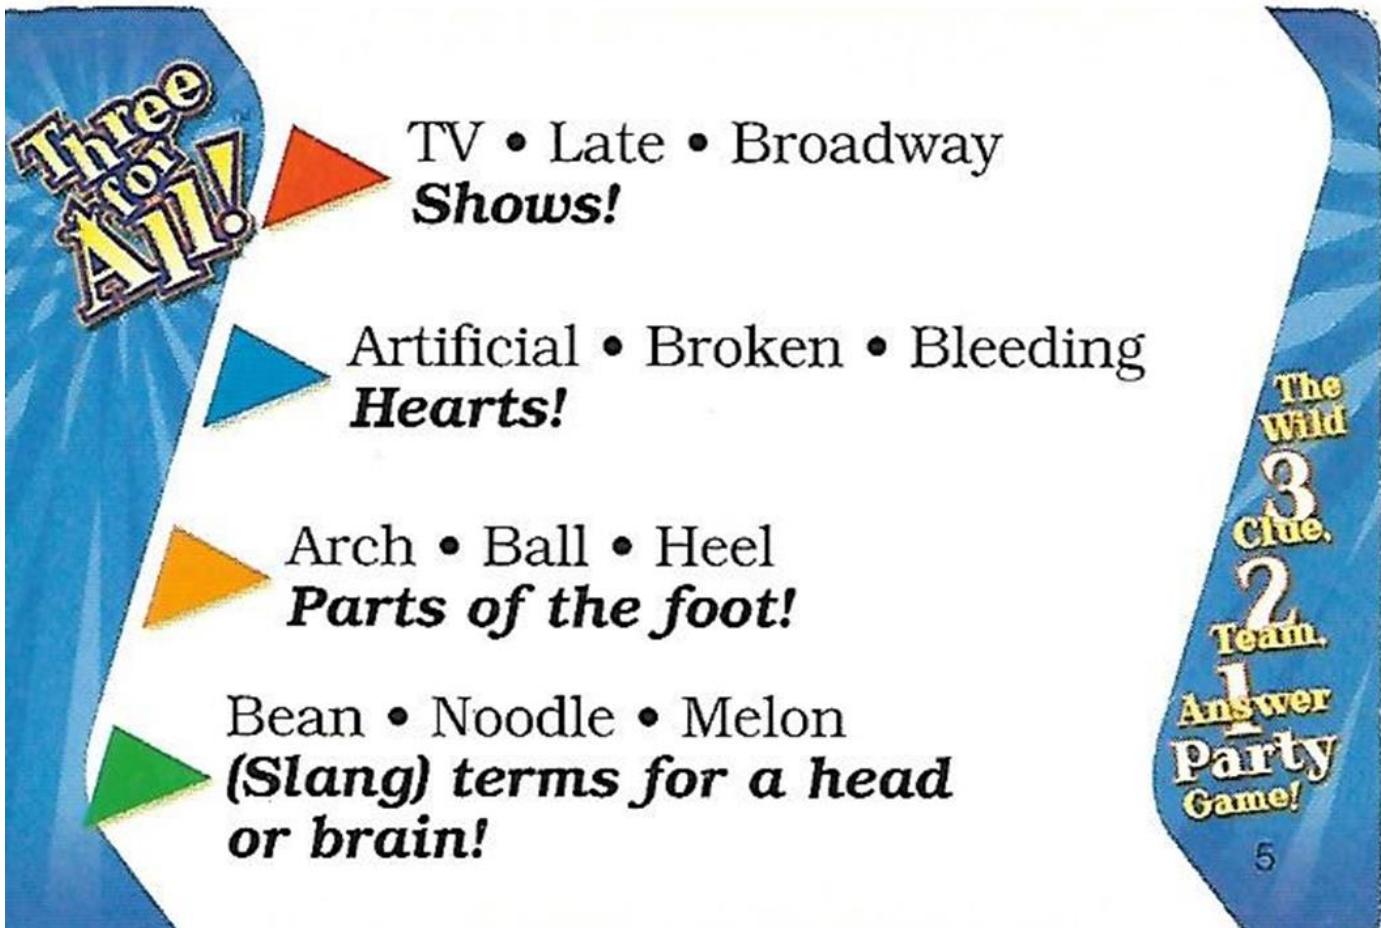 Three
for
All!
TV • Late • Broadway
Shows!
Artificial • Broken • Bleeding
Hearts!
Arch • Ball • Heel
Parts of the foot!
Bean • Noodle • Melon
(Slang) terms for a head
or brain!
The
Wild
3
Clue,
2
Team,
1
Answer
Party
Game!
5